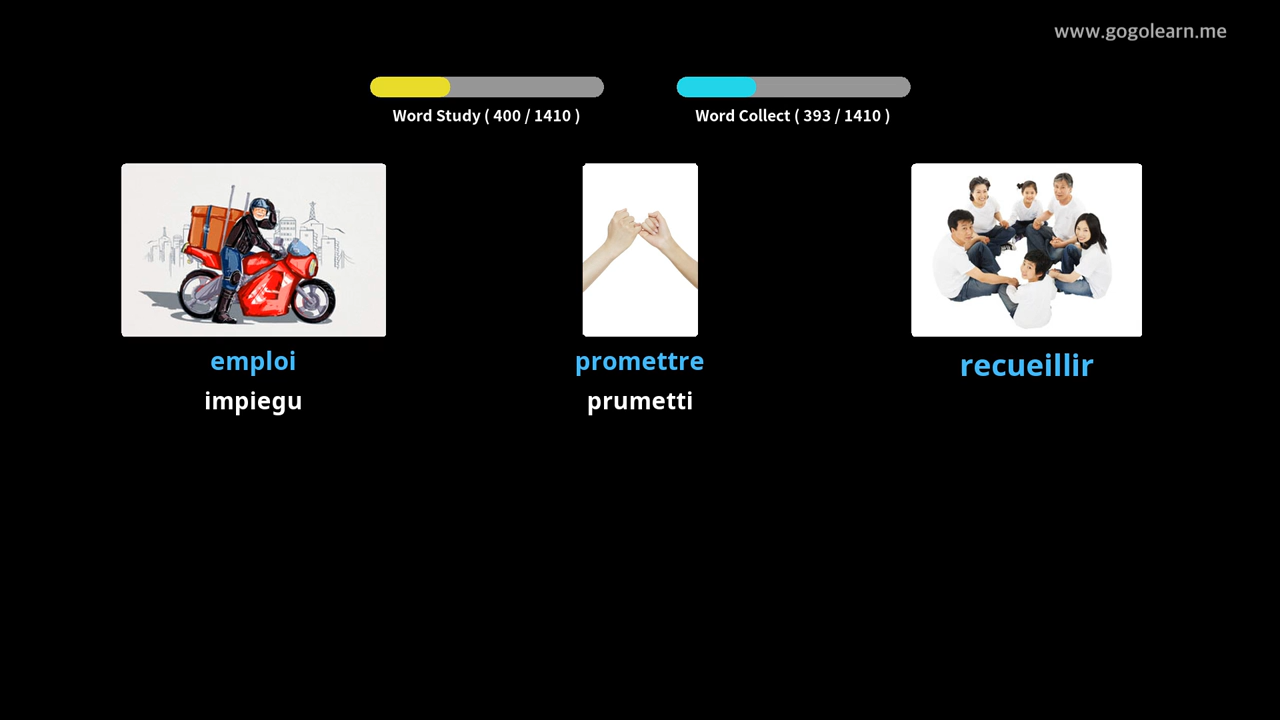 www.gogolearn.me
Word Study ( 400 / 1410 )
Word Collect ( 393 / 1410 )
emploi
impiegu
promettre
prumetti
recueillir